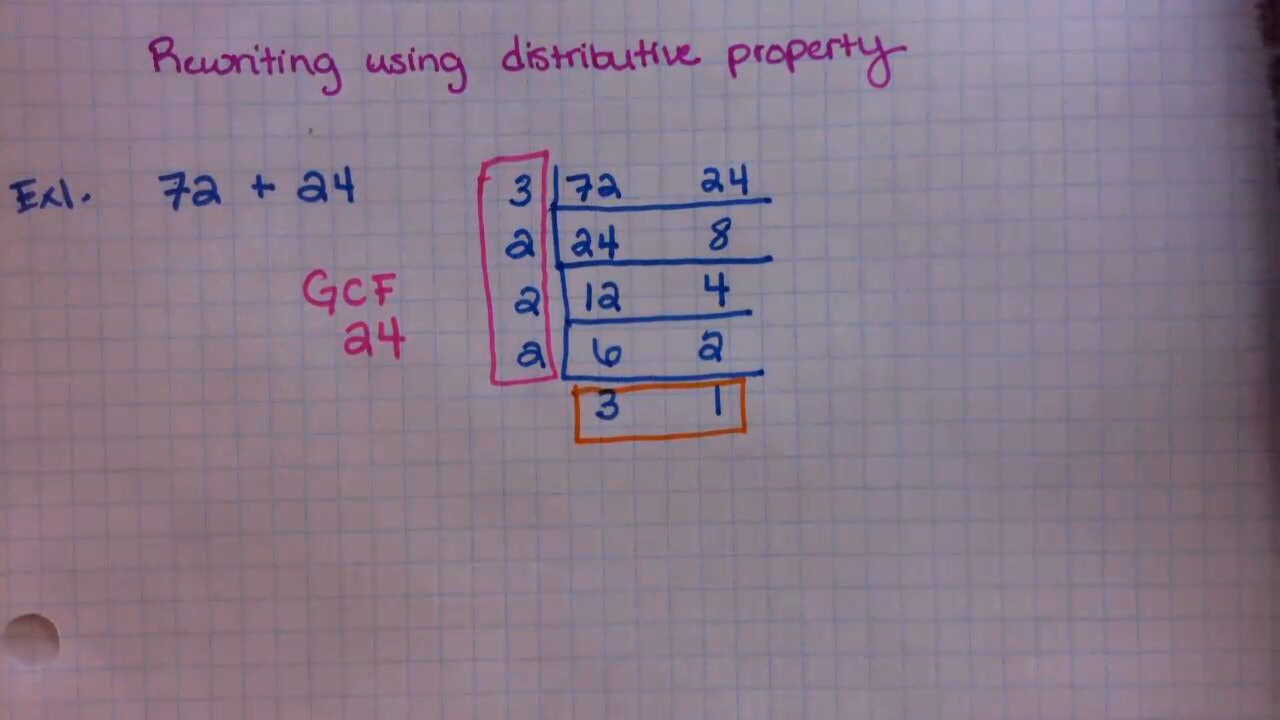 Rewriting using distributive property
Ex1. 72 + 24
3 72 24
2 24 8
GCF
24
2 12 4
2 6 2
3 1